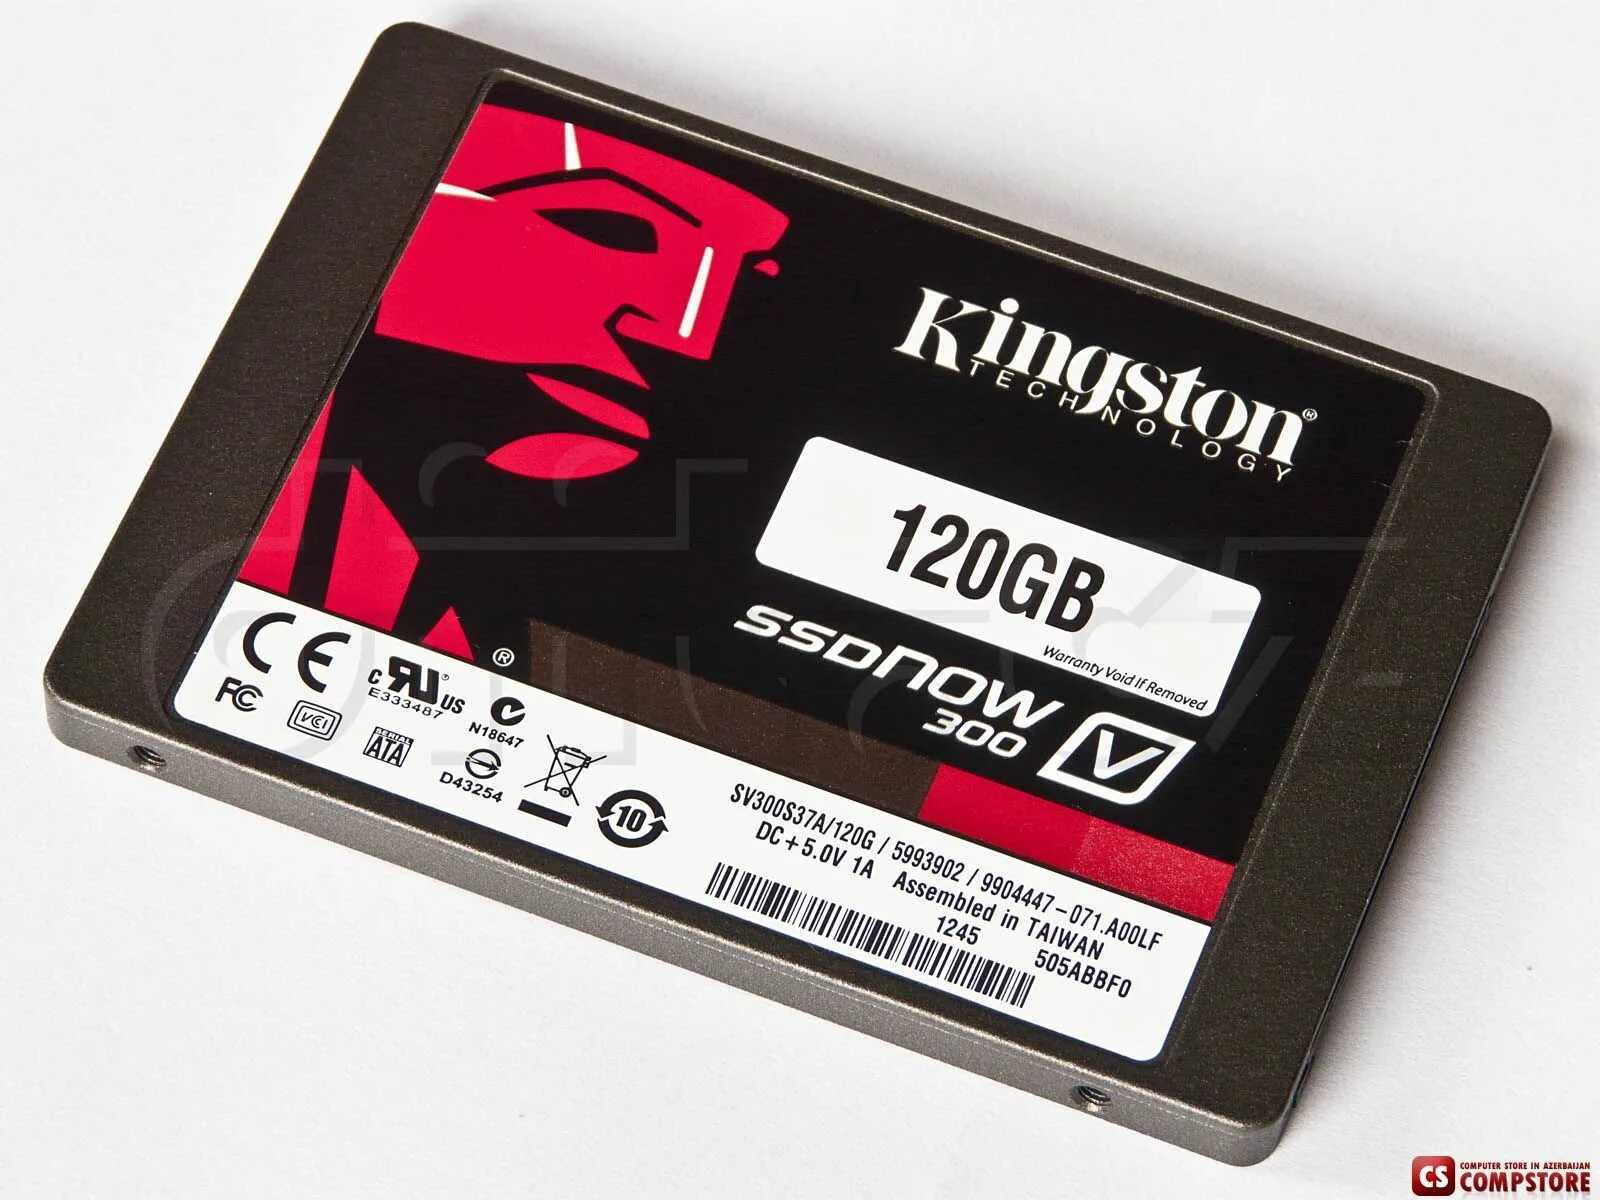 Kingston®
TECHNOLOGY
120GB
Warranty Void If Removed
SSDNOW
300
V
®
CE
FC
c RU® US
E333487
N18647
VCI
SERIAL
ATA
D43254
10
SV300S37A/120G / 5993902 / 9904447-071.A00LF
DC+5.0V 1A Assembled in TAIWAN
1245 505ABBF0
CS COMPUTER STORE IN AZERBAIJAN
COMPSTORE